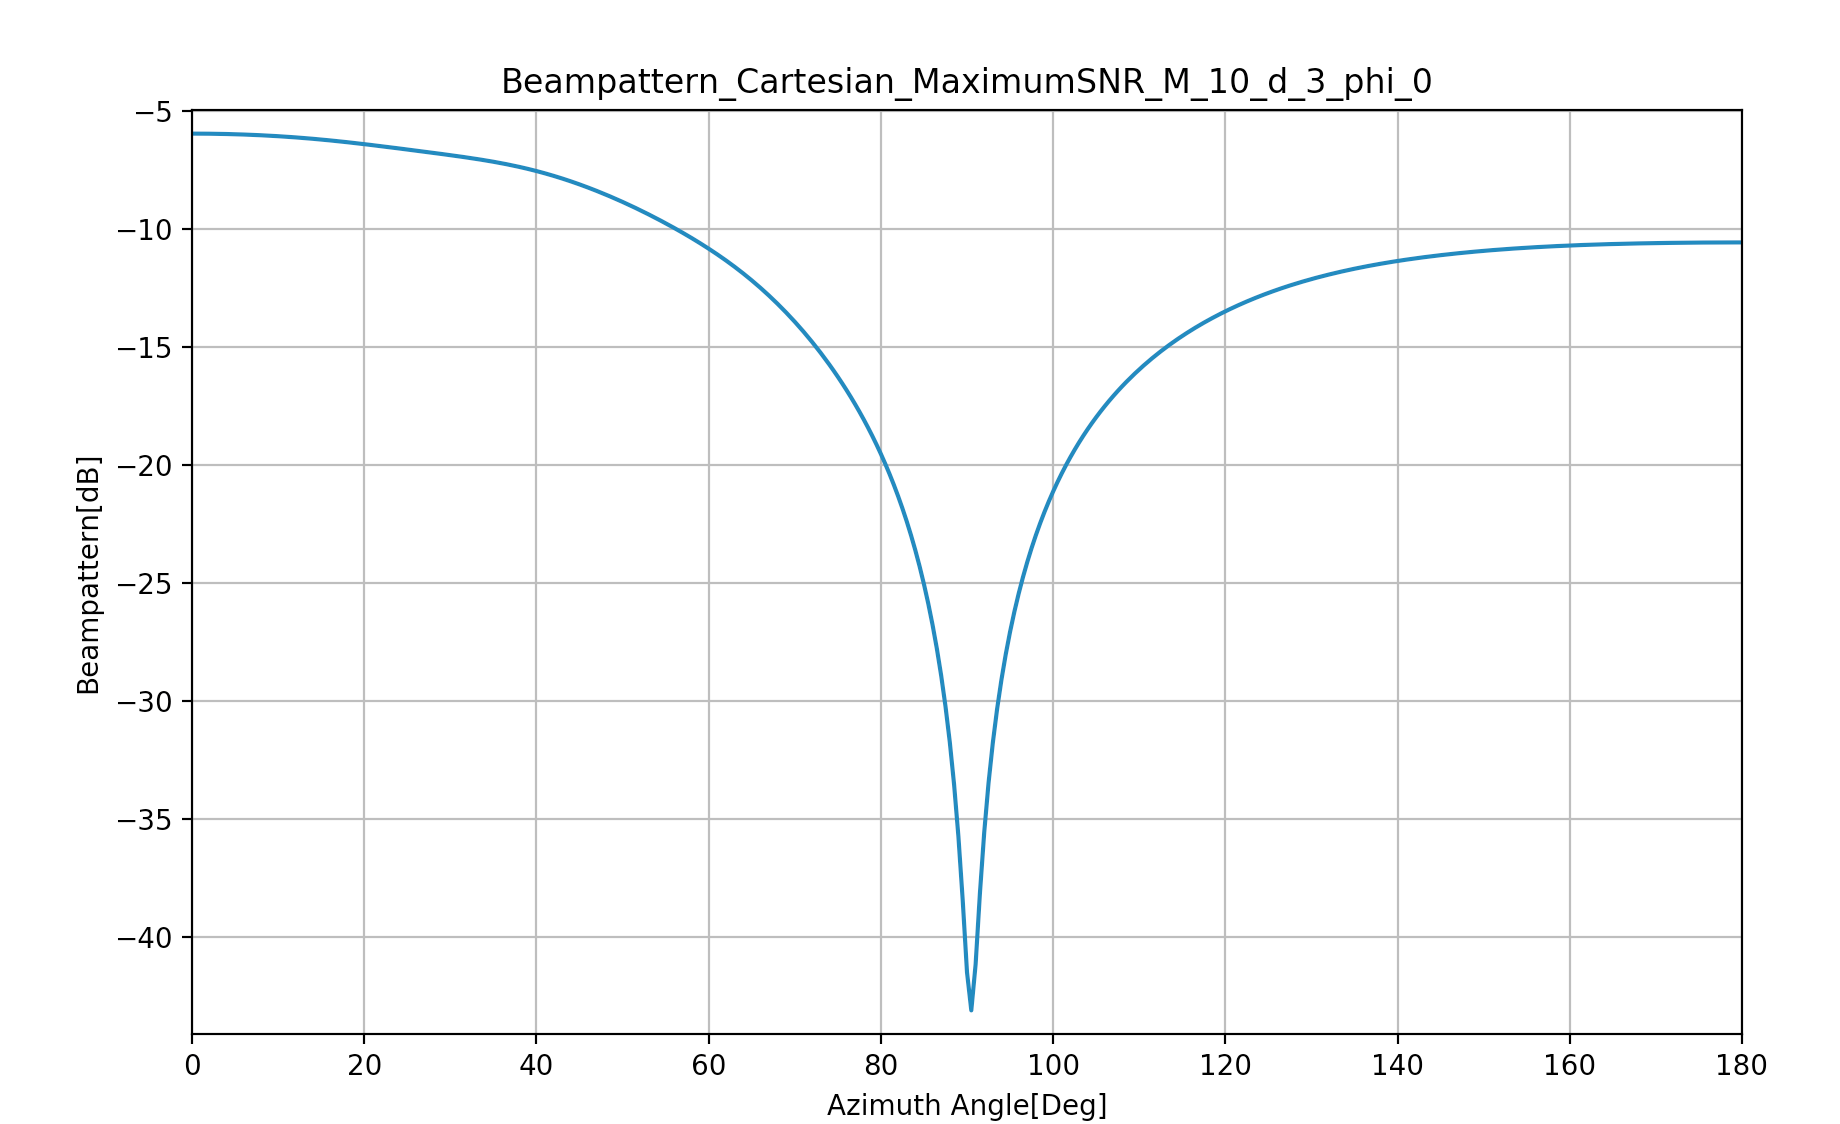 Beampattern_Cartesian_MaximumSNR_M_10_d_3_phi_0
−5
−10
−15
−20
−25
−30
−35
−40
Beampattern[dB]
0 20 40 60 80 100 120 140 160 180
Azimuth Angle[Deg]